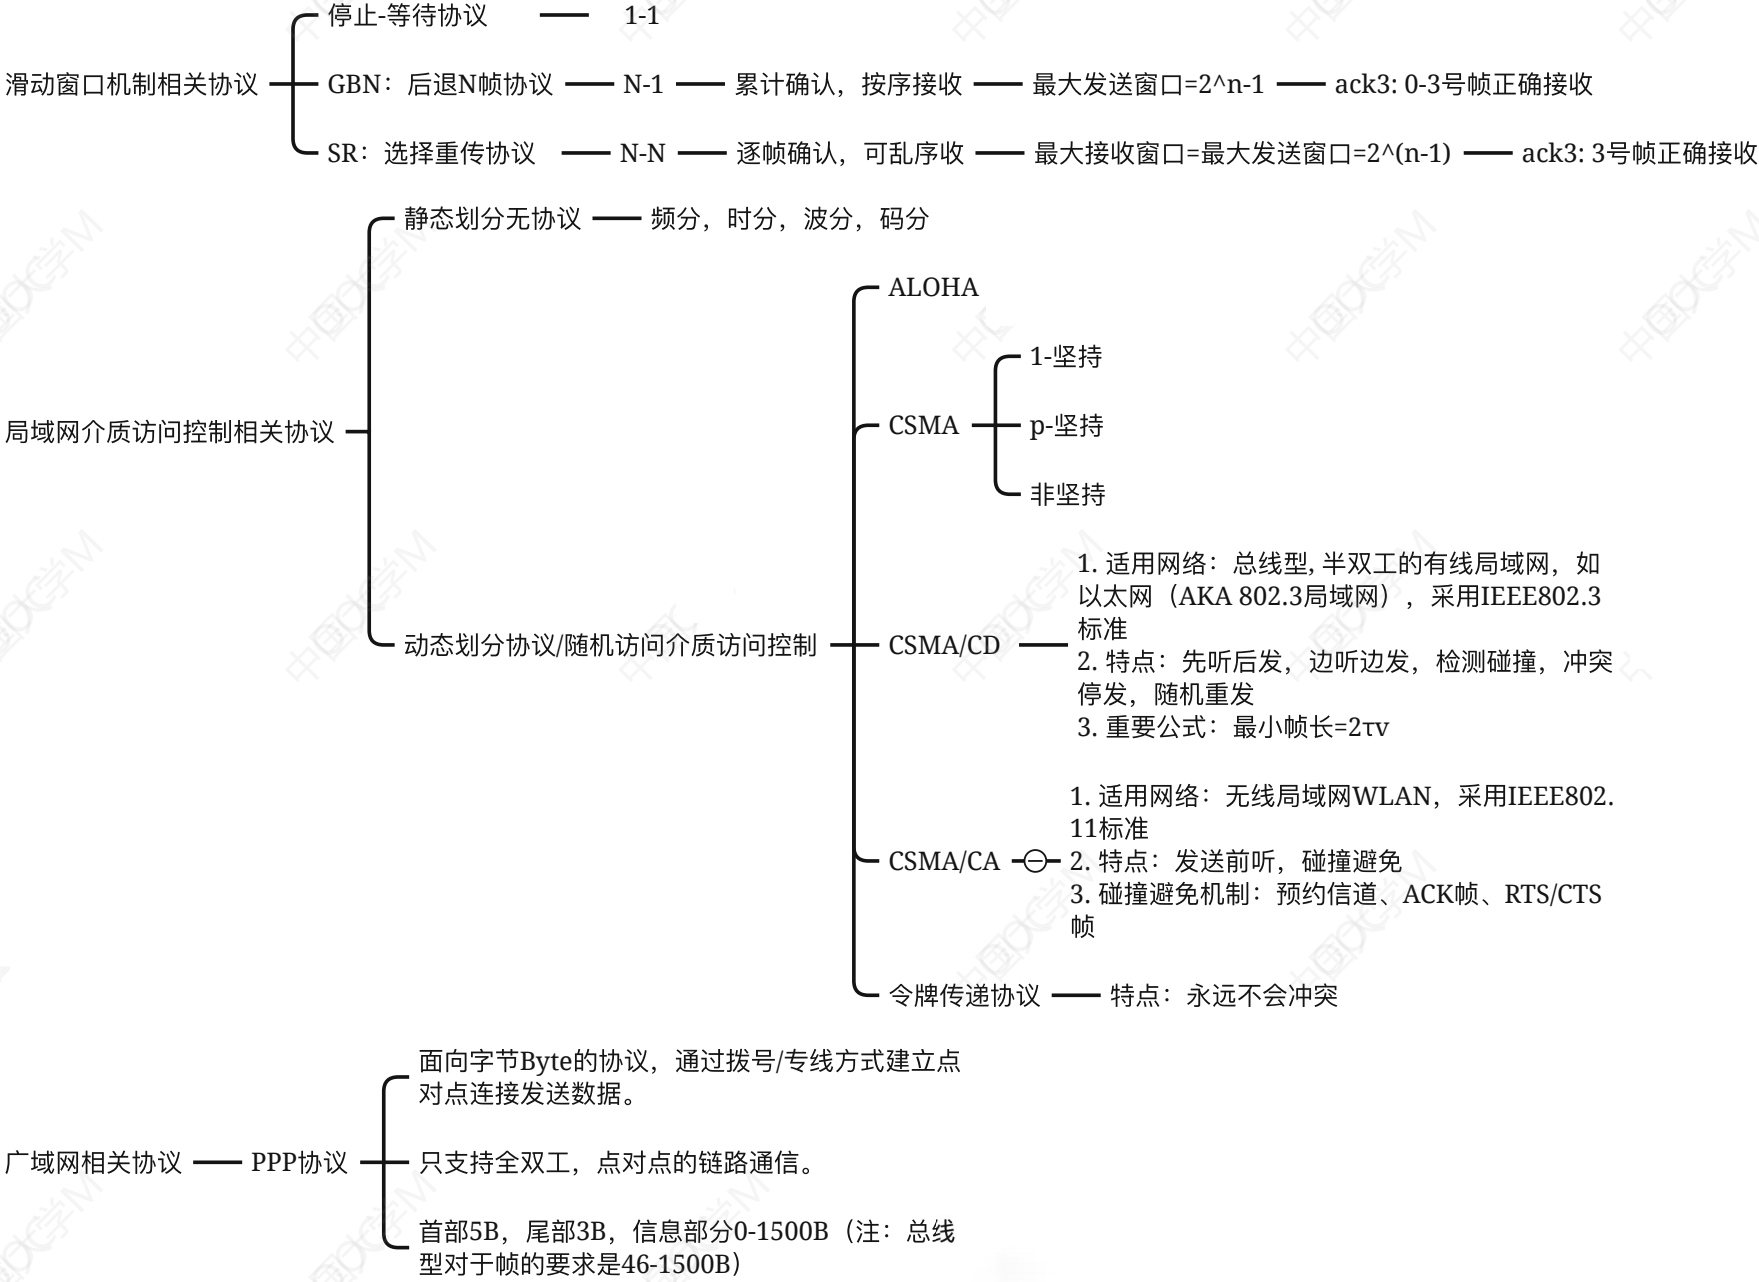 停止-等待协议 1-1
滑动窗口机制相关协议 GBN：后退N帧协议 N-1 累计确认，按序接收 最大发送窗口=2^n-1 ack3: 0-3号帧正确接收
SR：选择重传协议 N-N 逐帧确认，可乱序收 最大接收窗口=最大发送窗口=2^(n-1) ack3: 3号帧正确接收
静态划分无协议 频分，时分，波分，码分
ALOHA
1-坚持
CSMA p-坚持
非坚持
局域网介质访问控制相关协议
1. 适用网络：总线型, 半双工的有线局域网，如
以太网（AKA 802.3局域网），采用IEEE802.3
标准
动态划分协议/随机访问介质访问控制 CSMA/CD
2. 特点：先听后发，边听边发，检测碰撞，冲突
停发，随机重发
3. 重要公式：最小帧长=2τv
1. 适用网络：无线局域网WLAN，采用IEEE802.
11标准
CSMA/CA 2. 特点：发送前听，碰撞避免
3. 碰撞避免机制：预约信道、ACK帧、RTS/CTS
帧
令牌传递协议 特点：永远不会冲突
面向字节Byte的协议，通过拨号/专线方式建立点
对点连接发送数据。
广域网相关协议 PPP协议 只支持全双工，点对点的链路通信。
首部5B，尾部3B，信息部分0-1500B（注：总线
型对于帧的要求是46-1500B）